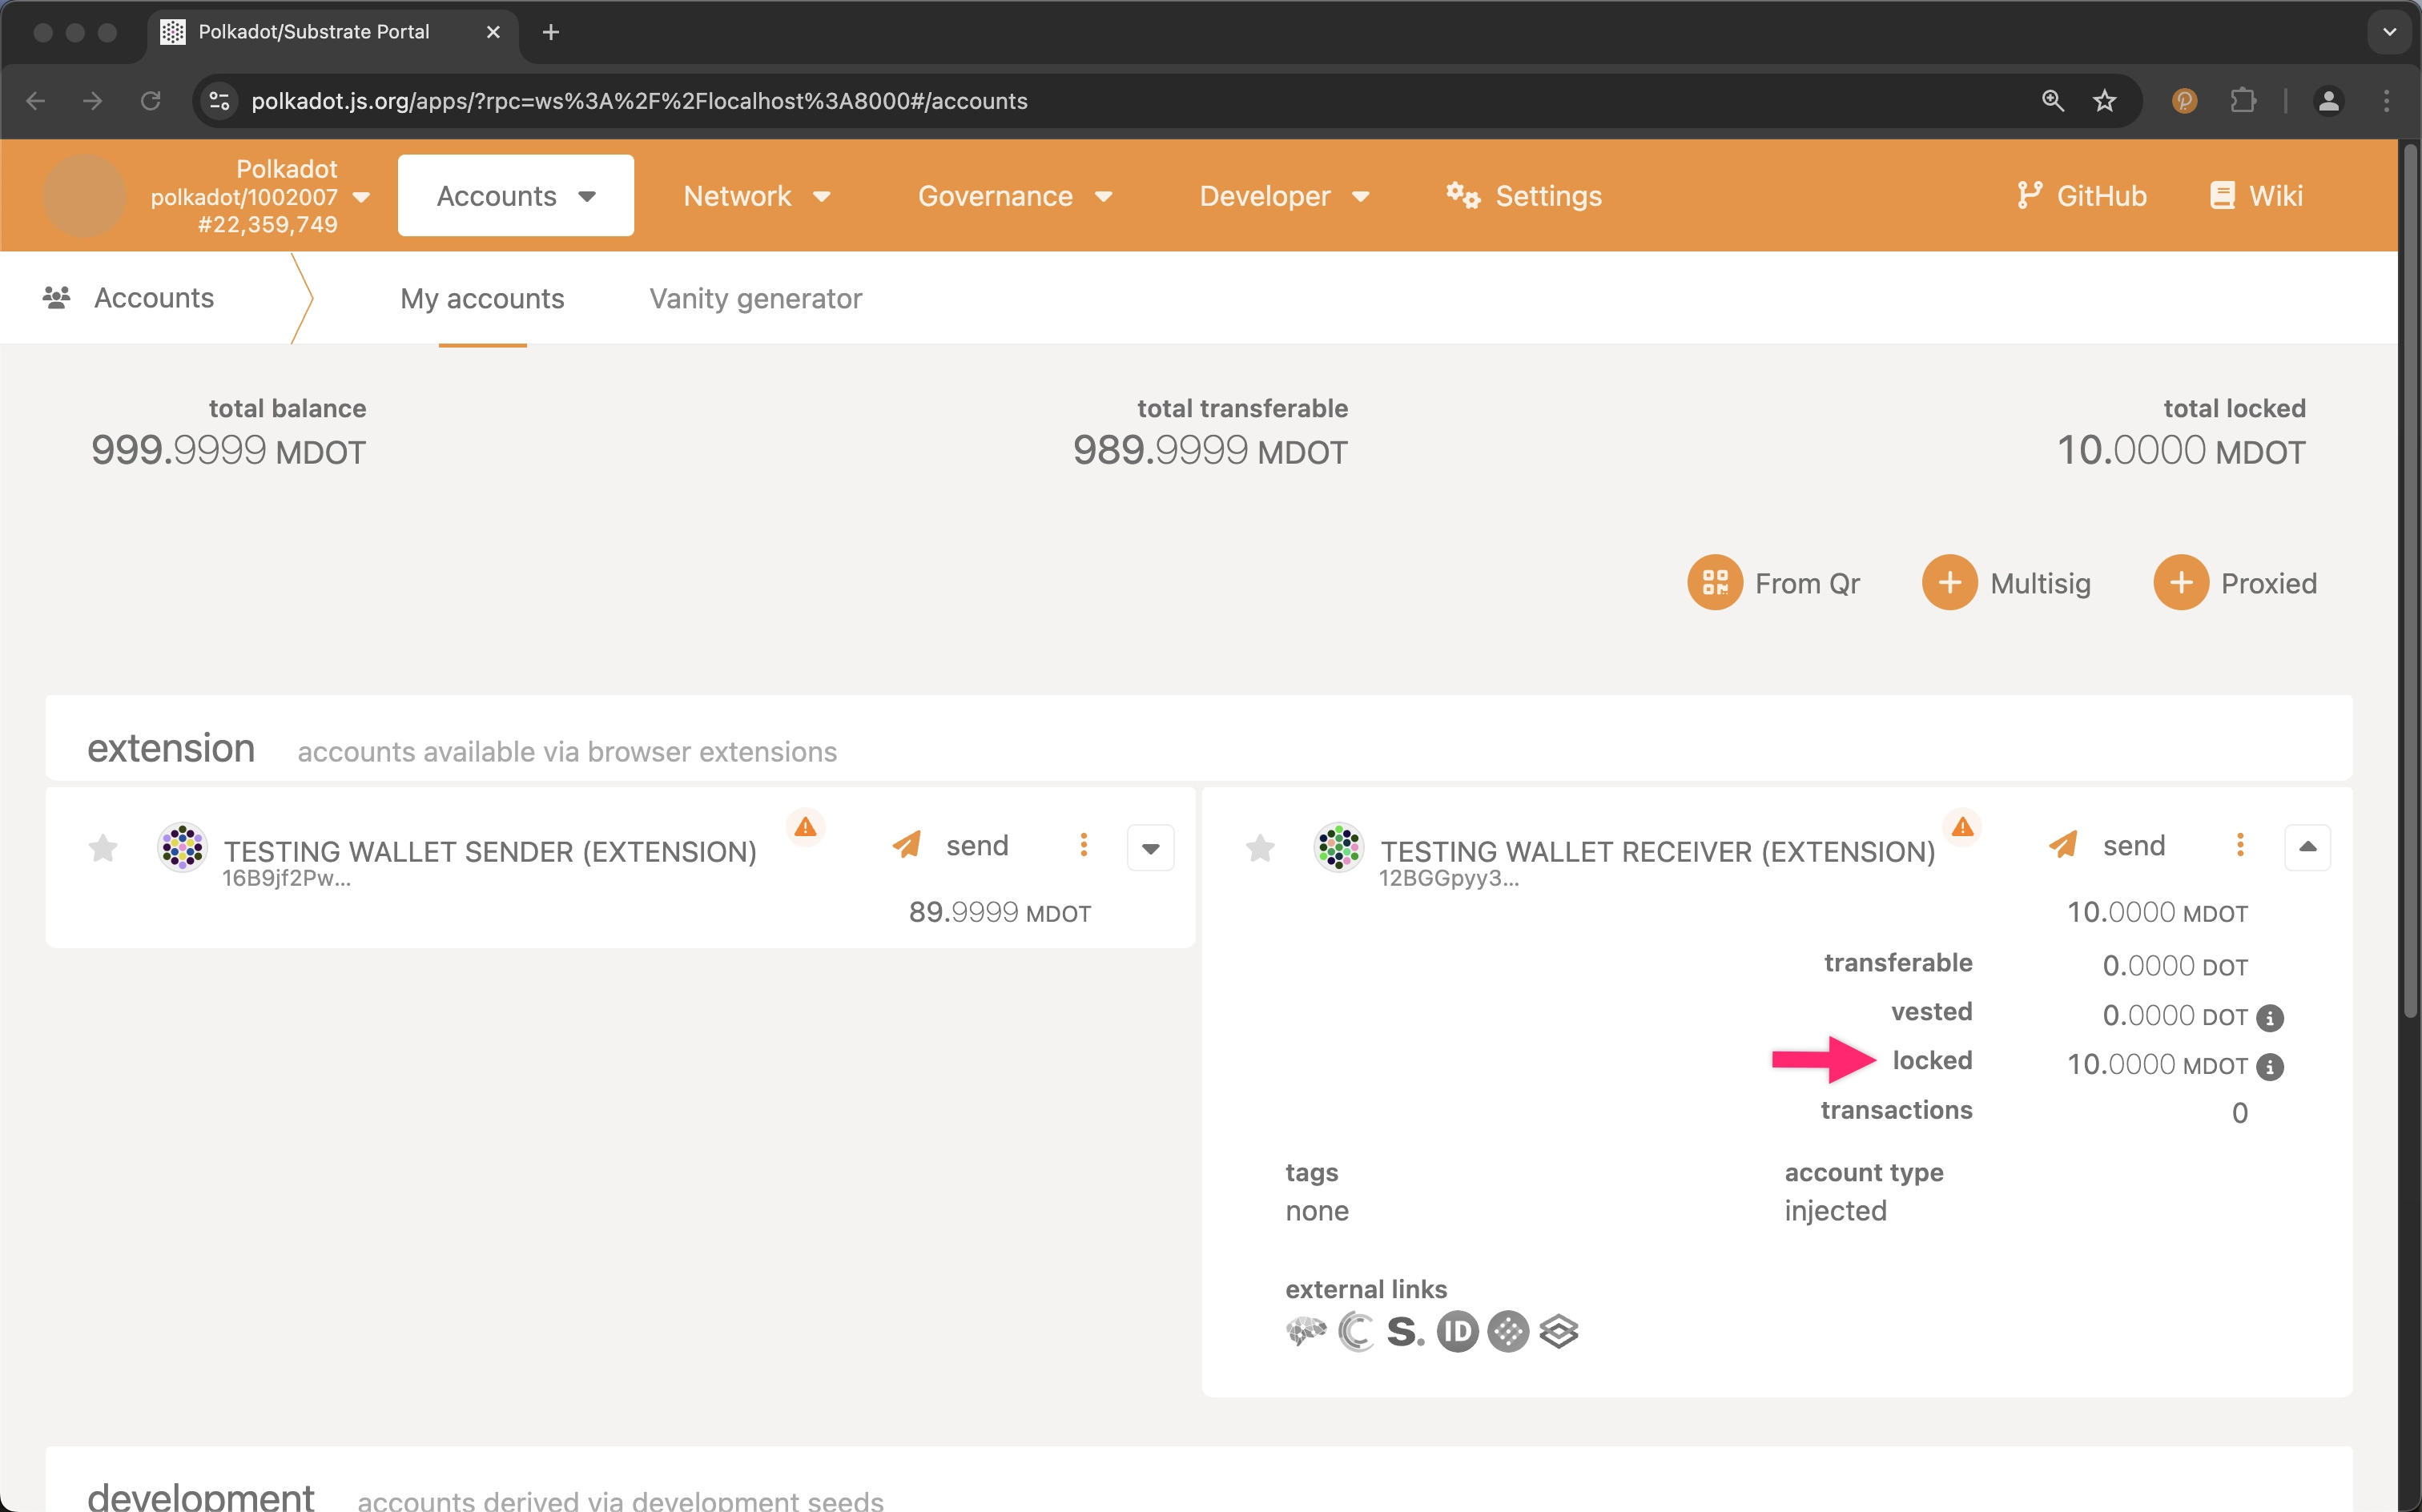 Polkadot/Substrate Portal
polkadot.js.org/apps/?rpc=ws%3A%2F%2Flocalhost%3A8000#/accounts
Polkadot
polkadot/1002007
#22,359,749
Accounts
Network
Governance
Developer
Settings
GitHub
Wiki
Accounts
My accounts
Vanity generator
total balance
999.9999 MDOT
total transferable
989.9999 MDOT
total locked
10.0000 MDOT
From Qr
Multisig
Proxied
extension
accounts available via browser extensions
TESTING WALLET SENDER (EXTENSION)
16B9jf2Pw...
send
89.9999 MDOT
TESTING WALLET RECEIVER (EXTENSION)
12BGGpyy3...
send
10.0000 MDOT
transferable
0.0000 DOT
vested
0.0000 DOT
locked
10.0000 MDOT
transactions
0
tags
none
account type
injected
external links
S.
ID
development
accounts derived via development seeds